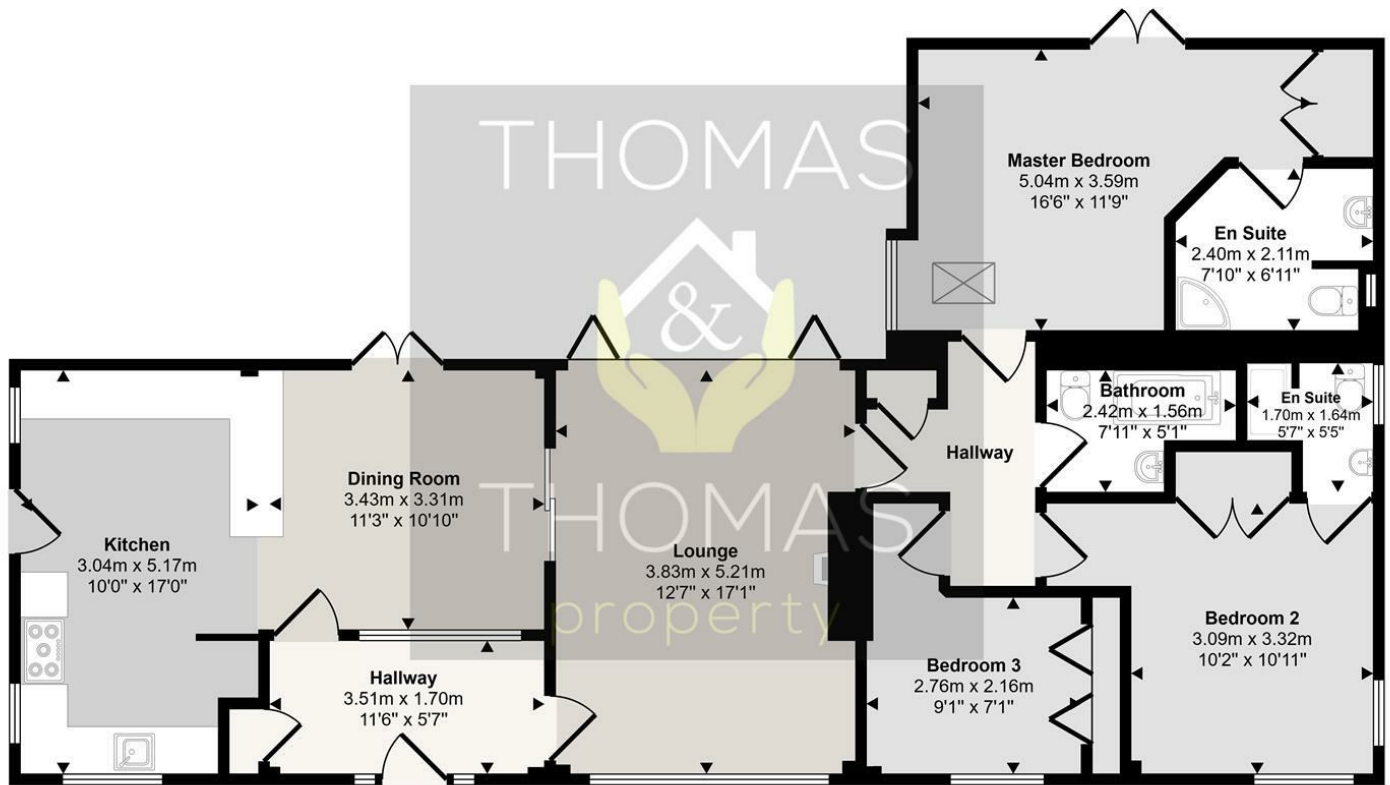 THOMAS
&
THOMAS
property
Master Bedroom
5.04m x 3.59m
16'6" x 11'9"
En Suite
2.40m x 2.11m
7'10" x 6'11"
Bathroom
2.42m x 1.56m
7'11" x 5'1"
En Suite
1.70m x 1.64m
5'7" x 5'5"
Hallway
Dining Room
3.43m x 3.31m
11'3" x 10'10"
Kitchen
3.04m x 5.17m
10'0" x 17'0"
Lounge
3.83m x 5.21m
12'7" x 17'1"
Bedroom 2
3.09m x 3.32m
10'2" x 10'11"
Hallway
3.51m x 1.70m
11'6" x 5'7"
Bedroom 3
2.76m x 2.16m
9'1" x 7'1"